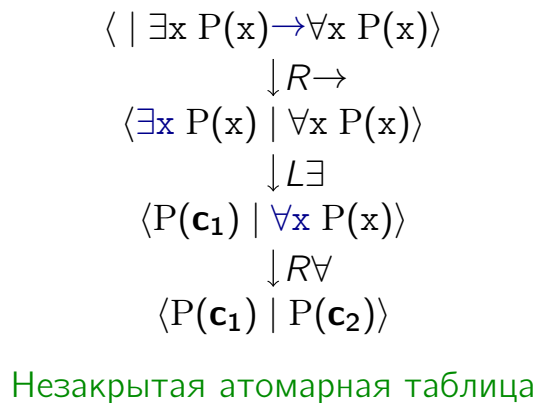 ⟨ | ∃x P(x)→∀x P(x)⟩
↓ R→
⟨∃x P(x) | ∀x P(x)⟩
↓ L∃
⟨P(c₁) | ∀x P(x)⟩
↓ R∀
⟨P(c₁) | P(c₂)⟩
Незакрытая атомарная таблица